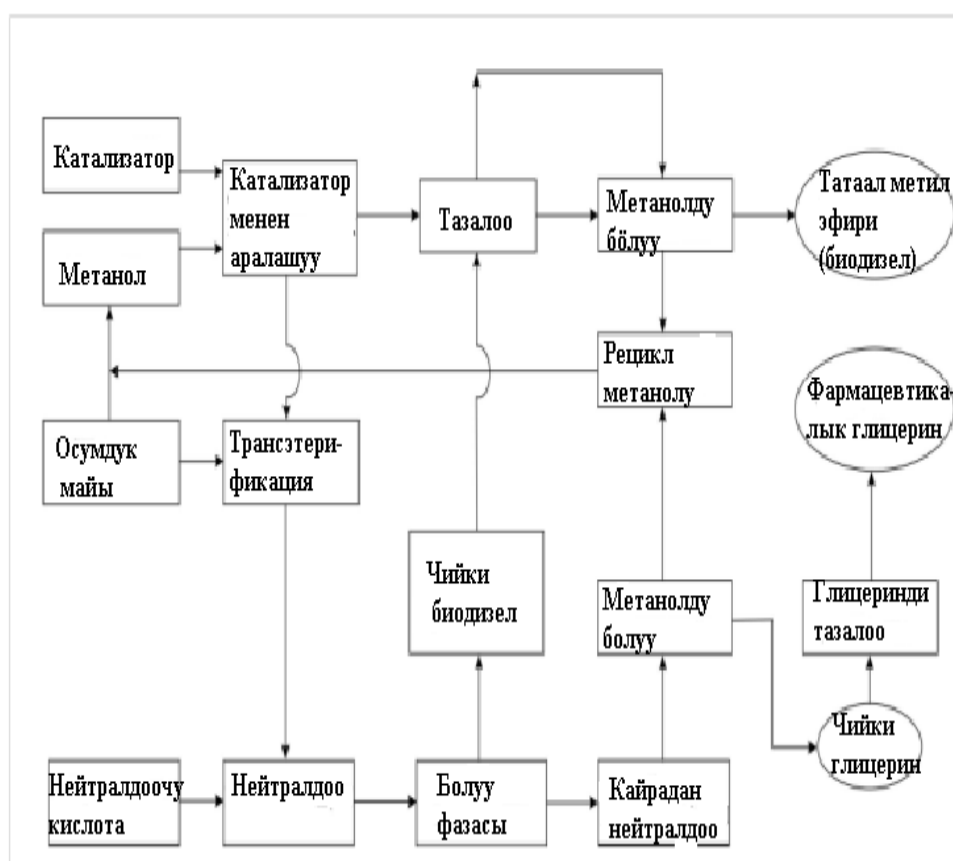 Катализатор
Катализатор
менен
аралашуу
Тазалоо
Метанолду
бөлуу
Татаал метил
эфири
(биодизел)
Метанол
Рецикл
метанолу
Фармацевтика-
лык глицерин
Осумдук
майы
Трансэтери-
фикация
Чийки
биодизел
Метанолду
болуу
Глицеринди
тазалоо
Чийки
глицерин
Нейтралдоочу
кислота
Нейтралдоо
Болуу
фазасы
Кайрадан
нейтралдоо